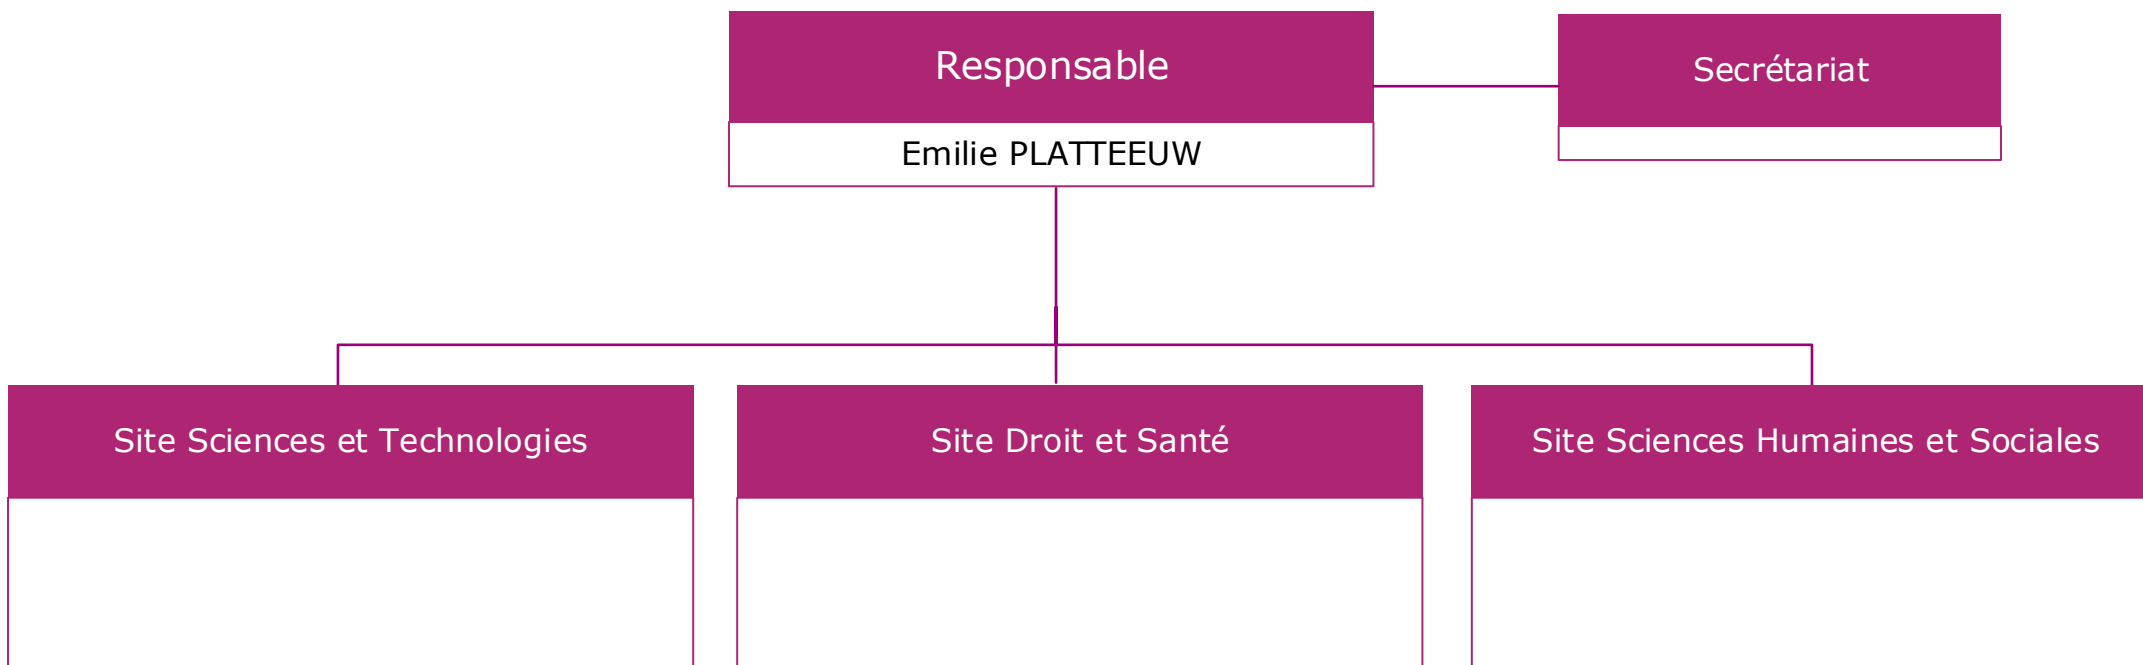 Responsable
Secrétariat
Emilie PLATTEEUW
Site Sciences et Technologies
Site Droit et Santé
Site Sciences Humaines et Sociales